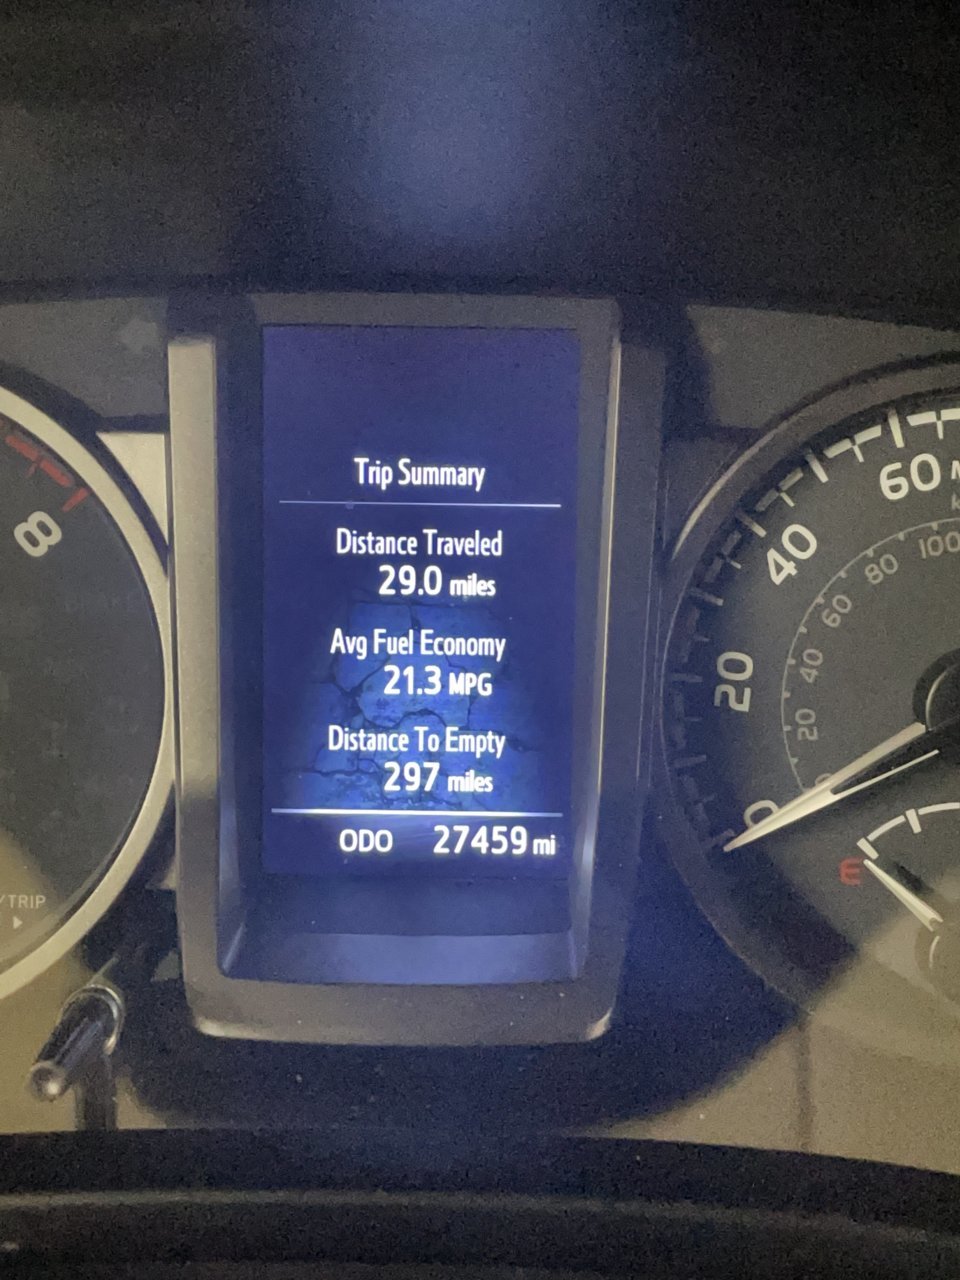 Trip Summary
Distance Traveled
29.0 miles
Avg Fuel Economy
21.3 MPG
Distance To Empty
297 miles
ODO 27459 mi
8
/TRIP
0
20
40
60
20
40
60
80
100
E